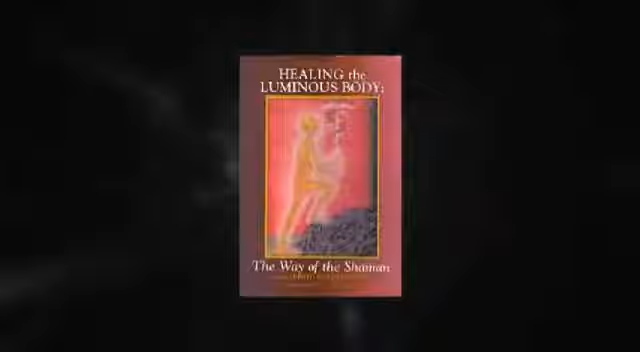 HEALING the
LUMINOUS BODY:
The Way of the Shaman